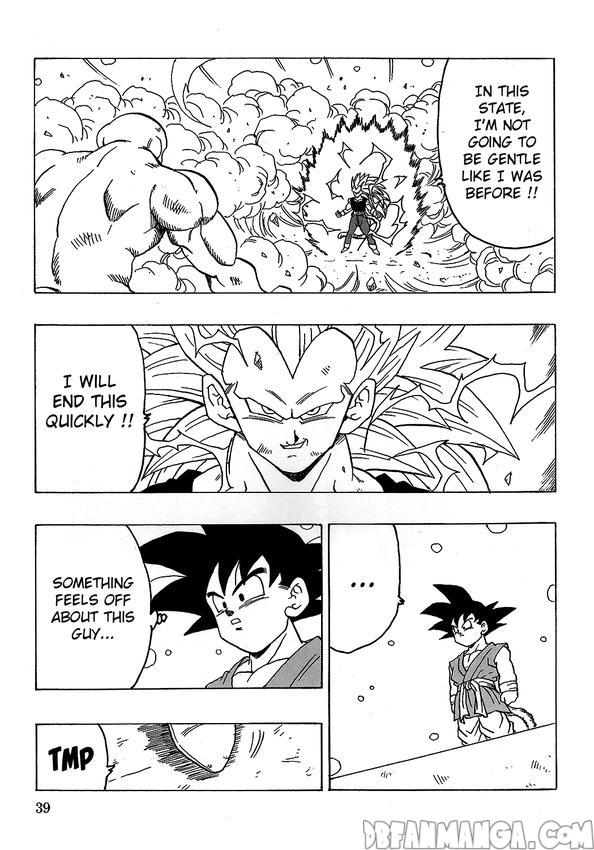 IN THIS
STATE,
I'M NOT
GOING TO
BE GENTLE
LIKE I WAS
BEFORE !!
I WILL
END THIS
QUICKLY !!
...
SOMETHING
FEELS OFF
ABOUT THIS
GUY...
TMP
39
DBFANMANGA.COM